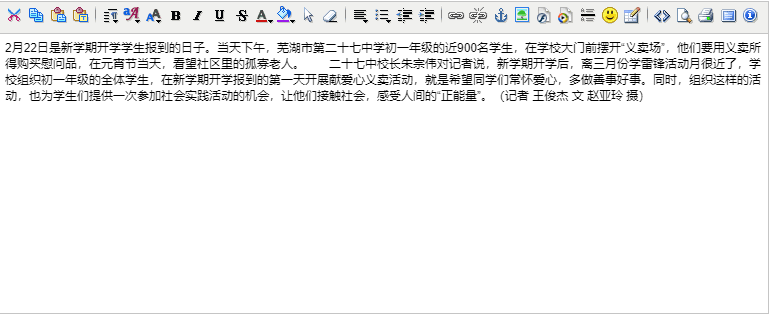 2月22日是新学期开学学生报到的日子。当天下午，芜湖市第二十七中学初一年级的近900名学生，在学校大门前摆开“义卖场”，他们要用义卖所
得购买慰问品，在元宵节当天，看望社区里的孤寡老人。 二十七中校长朱宗伟对记者说，新学期开学后，离三月份学雷锋活动月很近了，学
校组织初一年级的全体学生，在新学期开学报到的第一天开展献爱心义卖活动，就是希望同学们常怀爱心，多做善事好事。同时，组织这样的活
动，也为学生们提供一次参加社会实践活动的机会，让他们接触社会，感受人间的“正能量”。（记者 王俊杰 文 赵亚玲 摄）